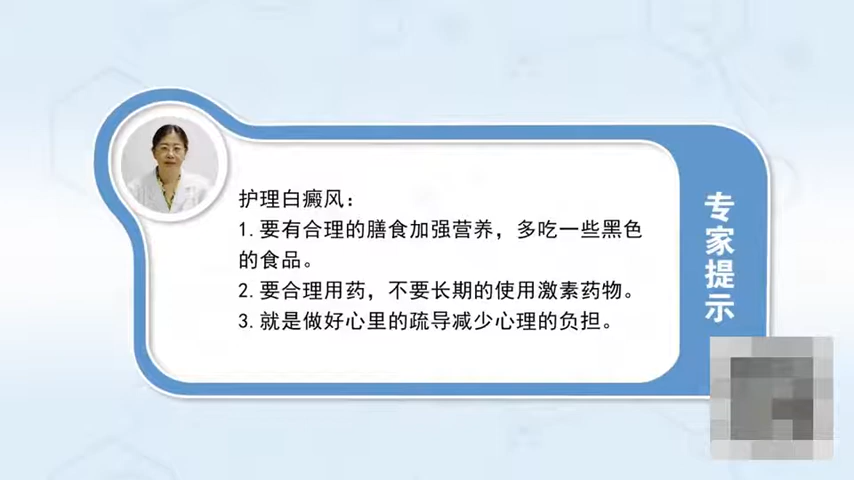 护理白癜风：
1.要有合理的膳食加强营养，多吃一些黑色
的食品。
2.要合理用药，不要长期的使用激素药物。
3.就是做好心里的疏导减少心理的负担。
专家提示